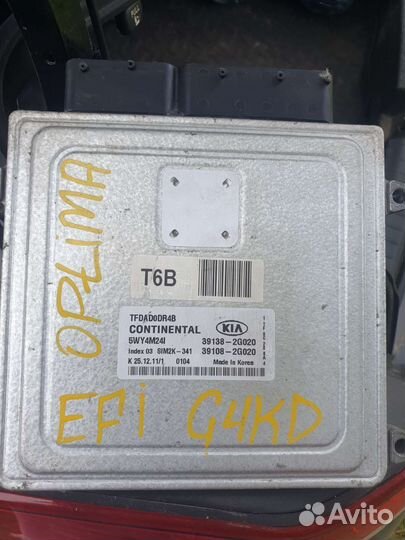 OPTIMA
T6B
TFDAD0DR4B
CONTINENTAL KIA
5WY4M24I 39138-2G020
Index 03 SIM2K-341 39108-2G020
K 25.12.11/1 0104 Made in Korea
EFI G4KD
Avito